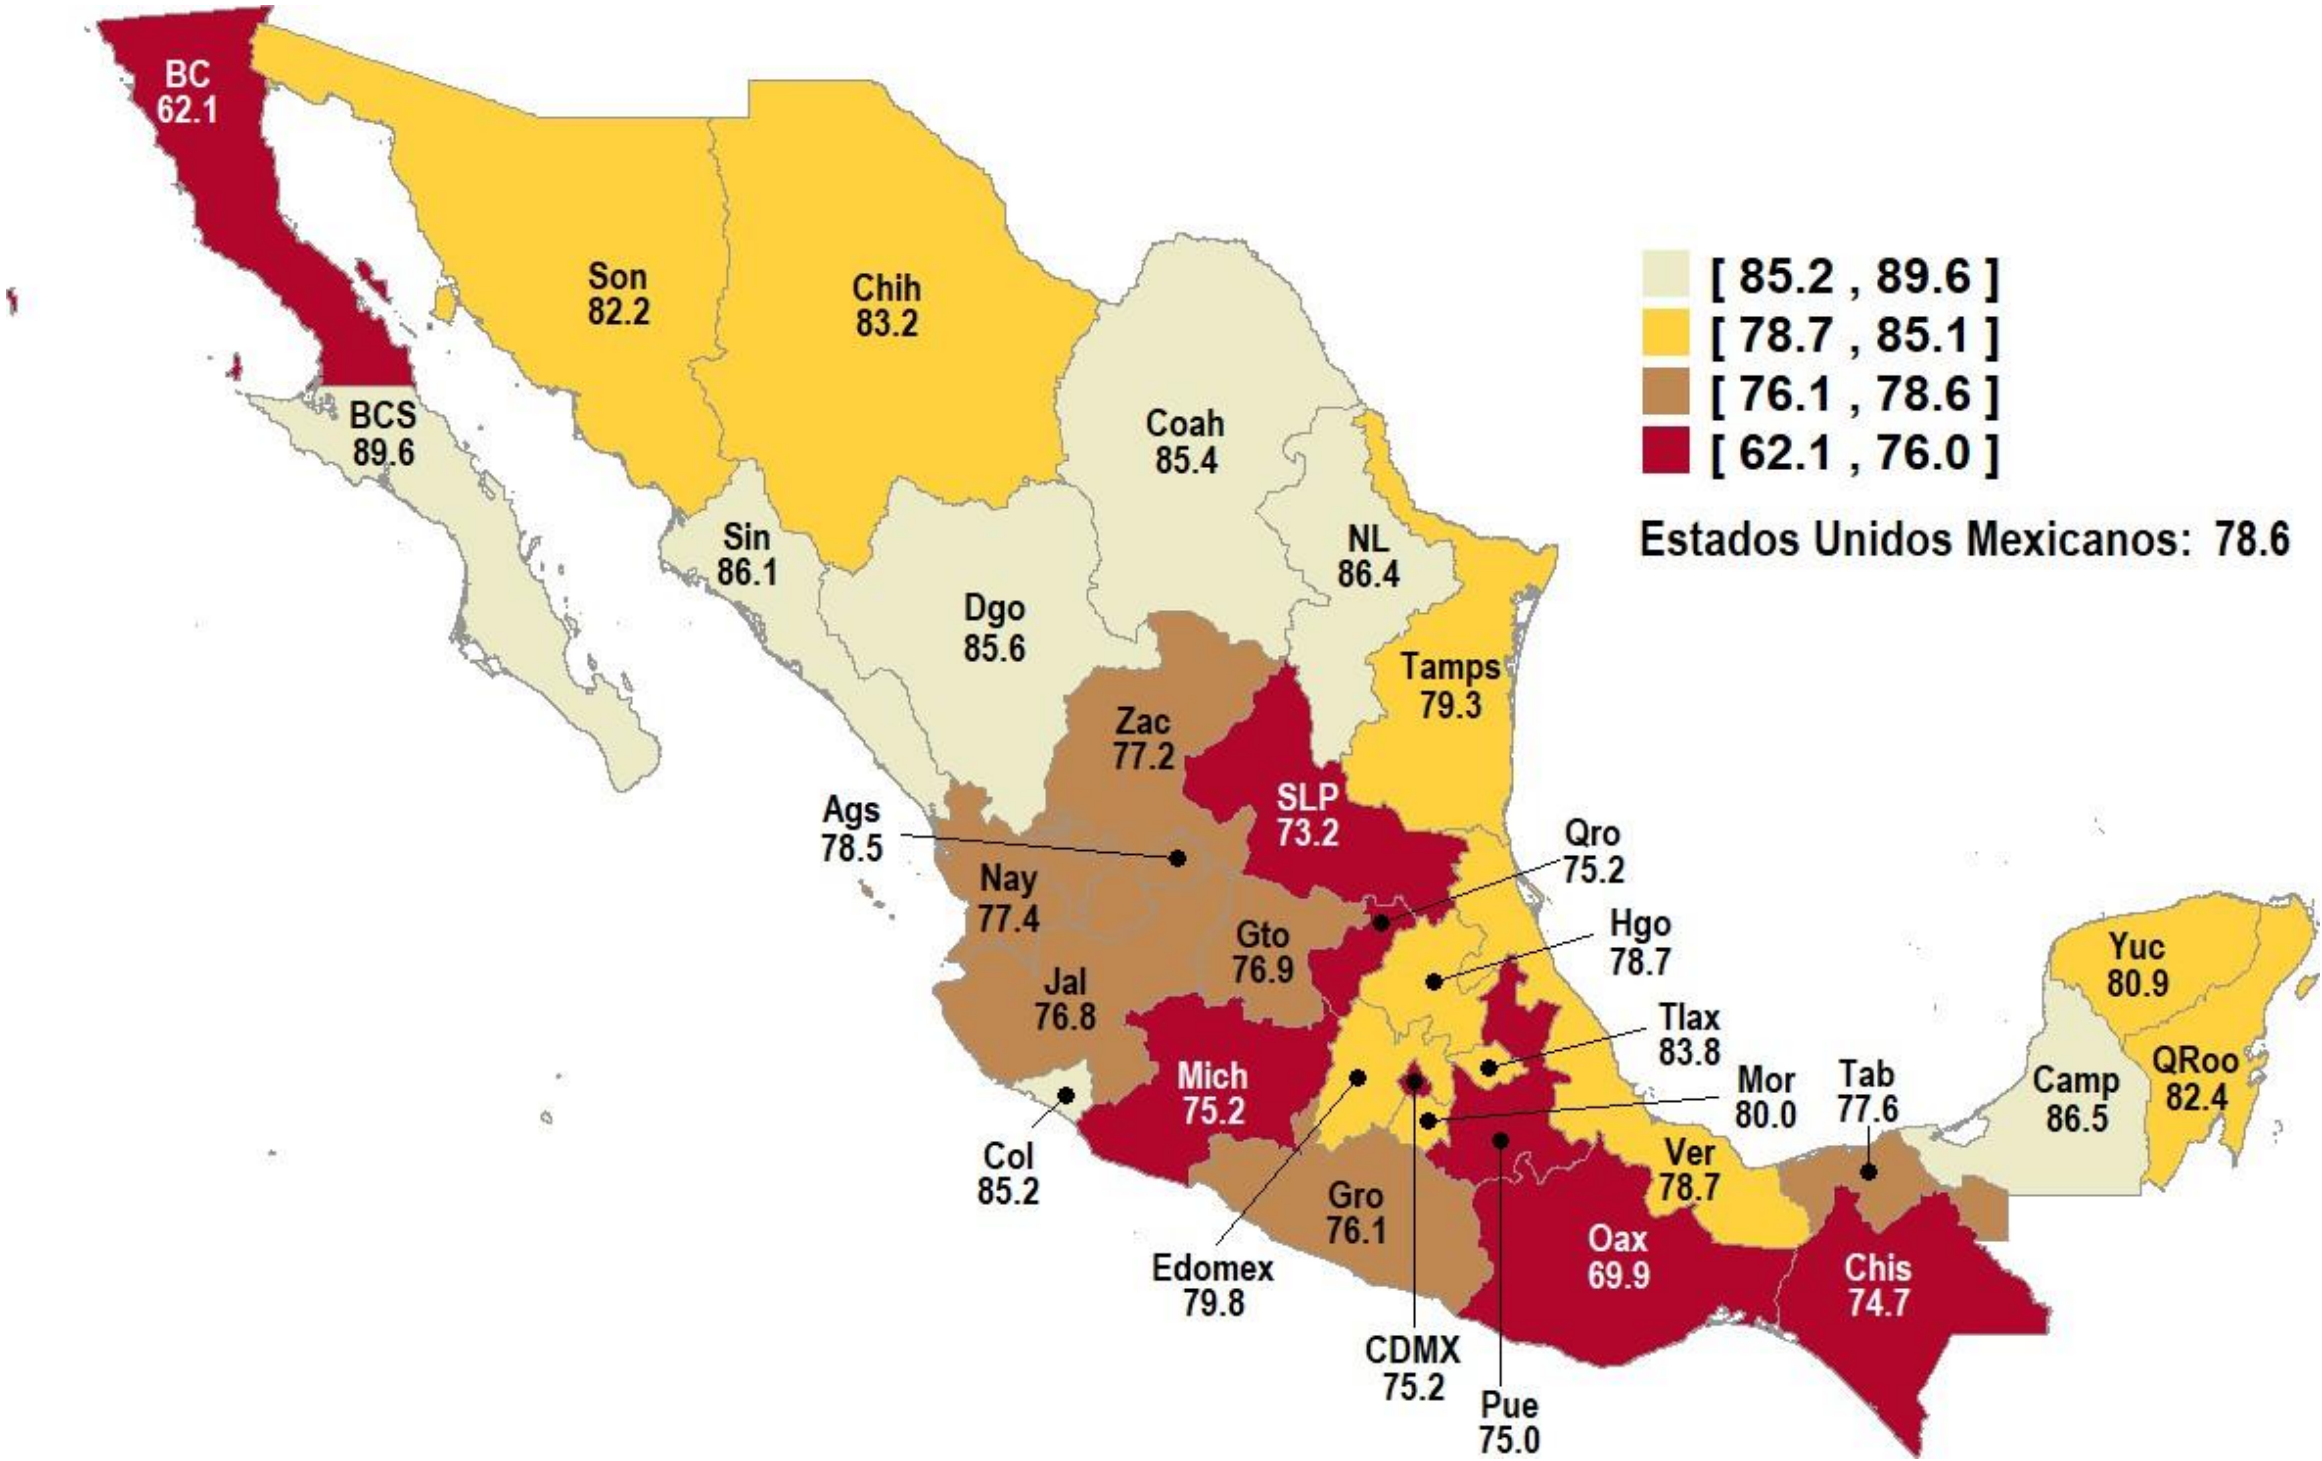 BC
62.1
Son
82.2
Chih
83.2
[ 85.2 , 89.6 ]
[ 78.7 , 85.1 ]
[ 76.1 , 78.6 ]
[ 62.1 , 76.0 ]
Estados Unidos Mexicanos: 78.6
BCS
89.6
Coah
85.4
Sin
86.1
NL
86.4
Dgo
85.6
Tamps
79.3
Zac
77.2
SLP
73.2
Ags
78.5
Qro
75.2
Nay
77.4
Gto
76.9
Hgo
78.7
Yuc
80.9
Jal
76.8
Tlax
83.8
Mich
75.2
Mor
80.0
Tab
77.6
Camp
86.5
QRoo
82.4
Col
85.2
Ver
78.7
Gro
76.1
Edomex
79.8
Oax
69.9
Chis
74.7
CDMX
75.2
Pue
75.0